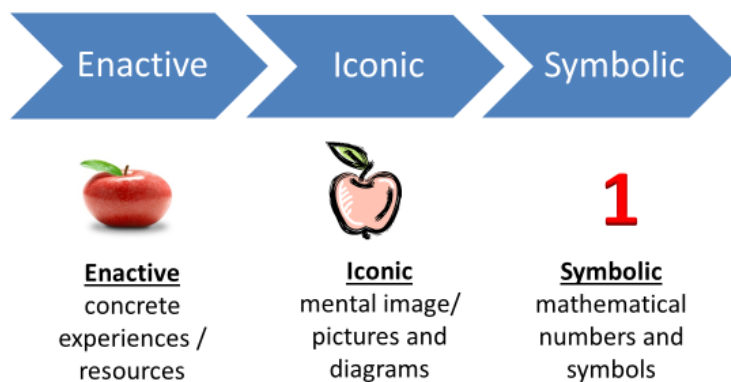 Enactive
Iconic
Symbolic
1
Enactive
concrete
experiences /
resources
Iconic
mental image/
pictures and
diagrams
Symbolic
mathematical
numbers and
symbols